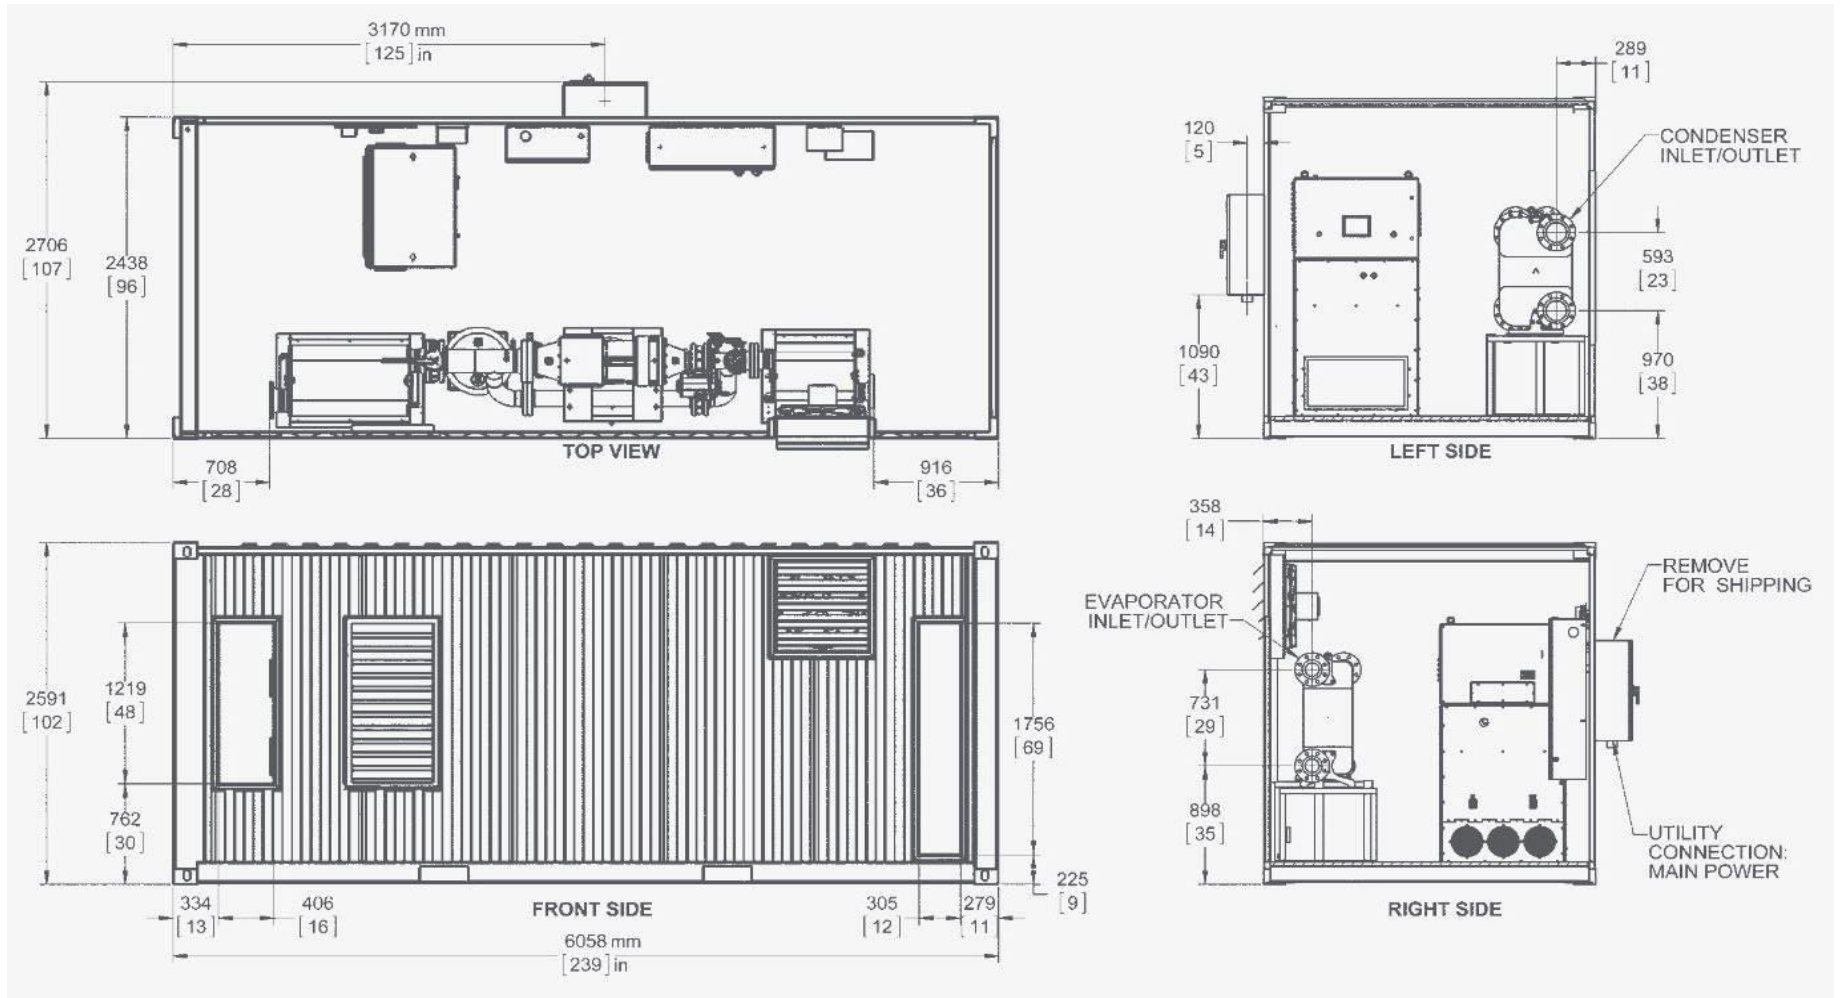 3170 mm
[125] in
2706
[107]
2438
[96]
708
[28]
TOP VIEW
916
[36]
289
[11]
120
[5]
CONDENSER
INLET/OUTLET
593
[23]
1090
[43]
970
[38]
LEFT SIDE
2591
[102]
1219
[48]
762
[30]
1756
[69]
225
[9]
334
[13]
406
[16]
FRONT SIDE
305
[12]
279
[11]
6058 mm
[239] in
358
[14]
EVAPORATOR
INLET/OUTLET
REMOVE
FOR SHIPPING
731
[29]
898
[35]
UTILITY
CONNECTION:
MAIN POWER
RIGHT SIDE